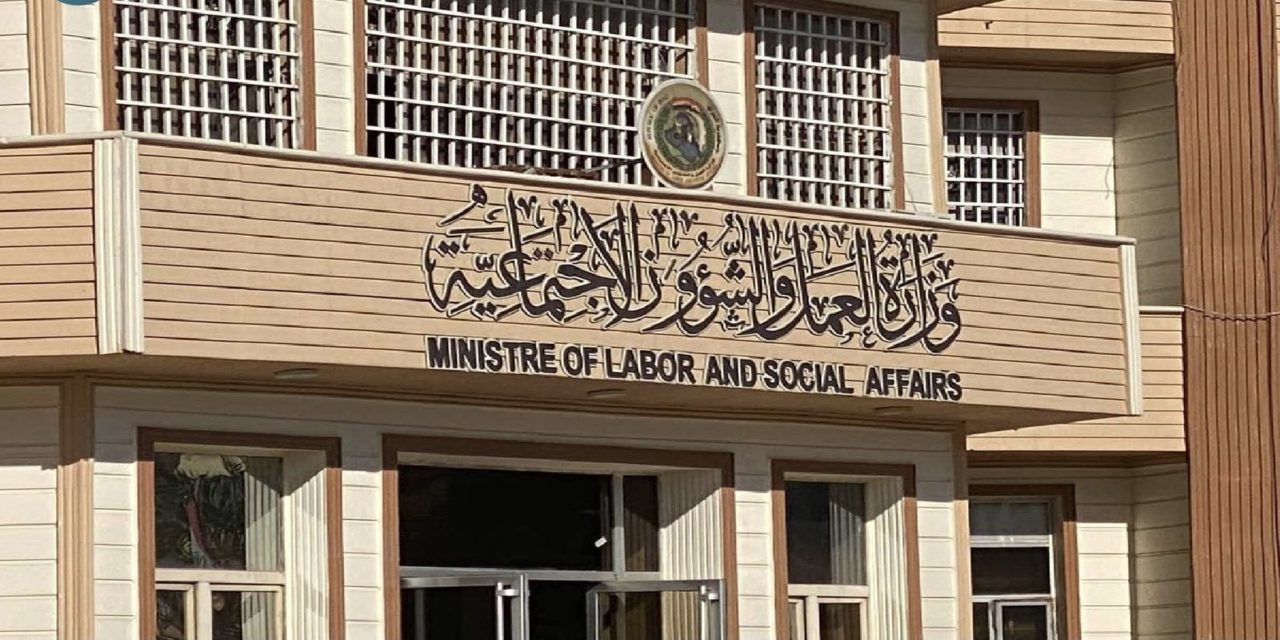 وزارة العمل والشؤون الاجتماعية
MINISTRE OF LABOR AND SOCIAL AFFAIRS